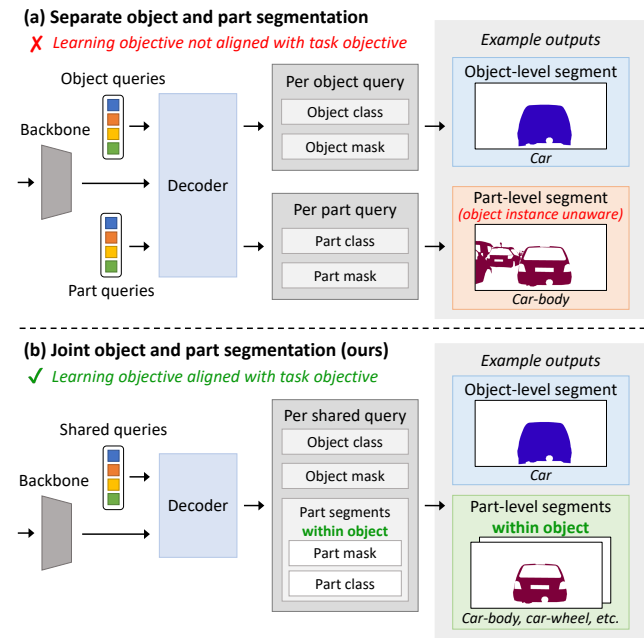 (a) Separate object and part segmentation
✗ Learning objective not aligned with task objective
Example outputs
Object queries
Backbone
Decoder
Part queries
Per object query
Object class
Object mask
Per part query
Part class
Part mask
Object-level segment
Car
Part-level segment
(object instance unaware)
Car-body
(b) Joint object and part segmentation (ours)
✓ Learning objective aligned with task objective
Example outputs
Shared queries
Backbone
Decoder
Per shared query
Object class
Object mask
Part segments
within object
Part mask
Part class
Object-level segment
Car
Part-level segments
within object
Car-body, car-wheel, etc.